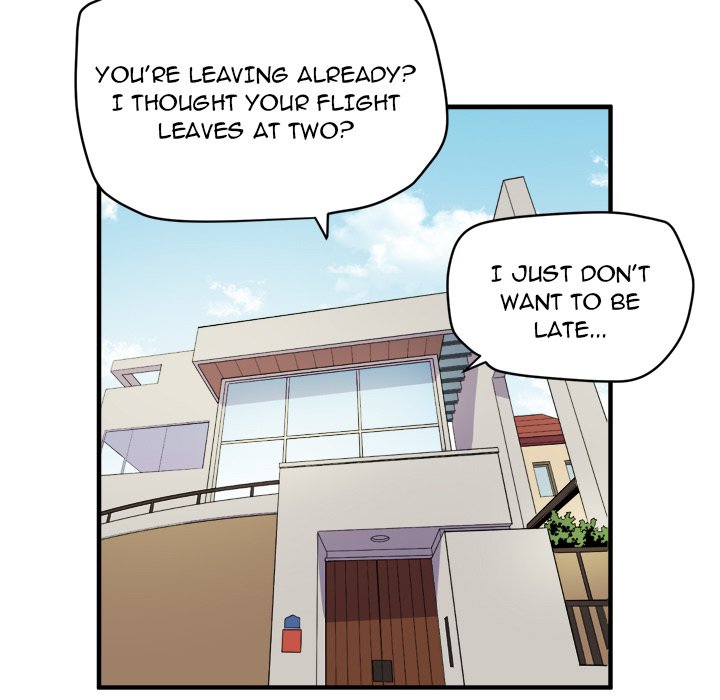 YOU'RE LEAVING ALREADY?
I THOUGHT YOUR FLIGHT
LEAVES AT TWO?
I JUST DON'T
WANT TO BE
LATE...